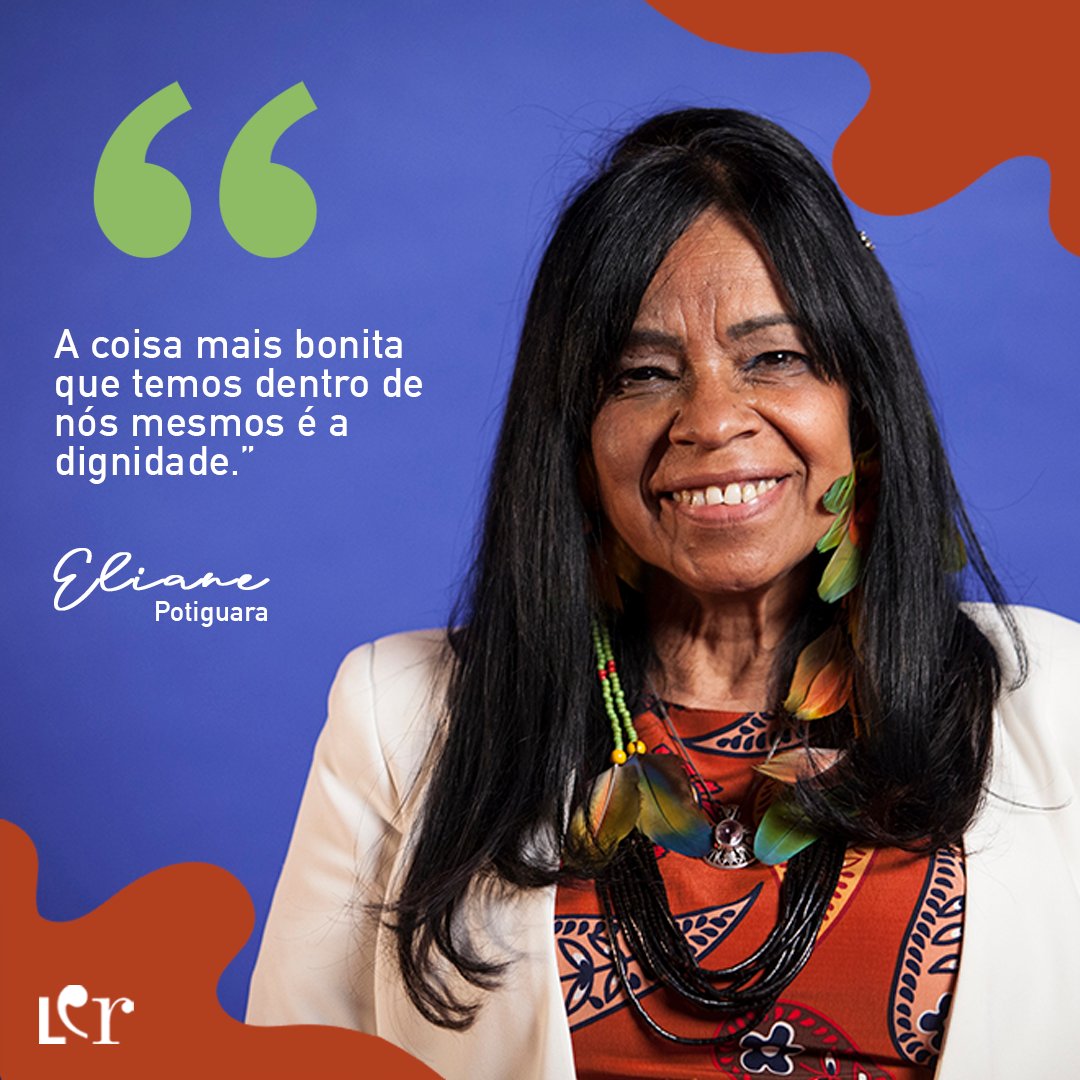 A coisa mais bonita
que temos dentro de
nós mesmos é a
dignidade.”
Eliane
Potiguara
Ler